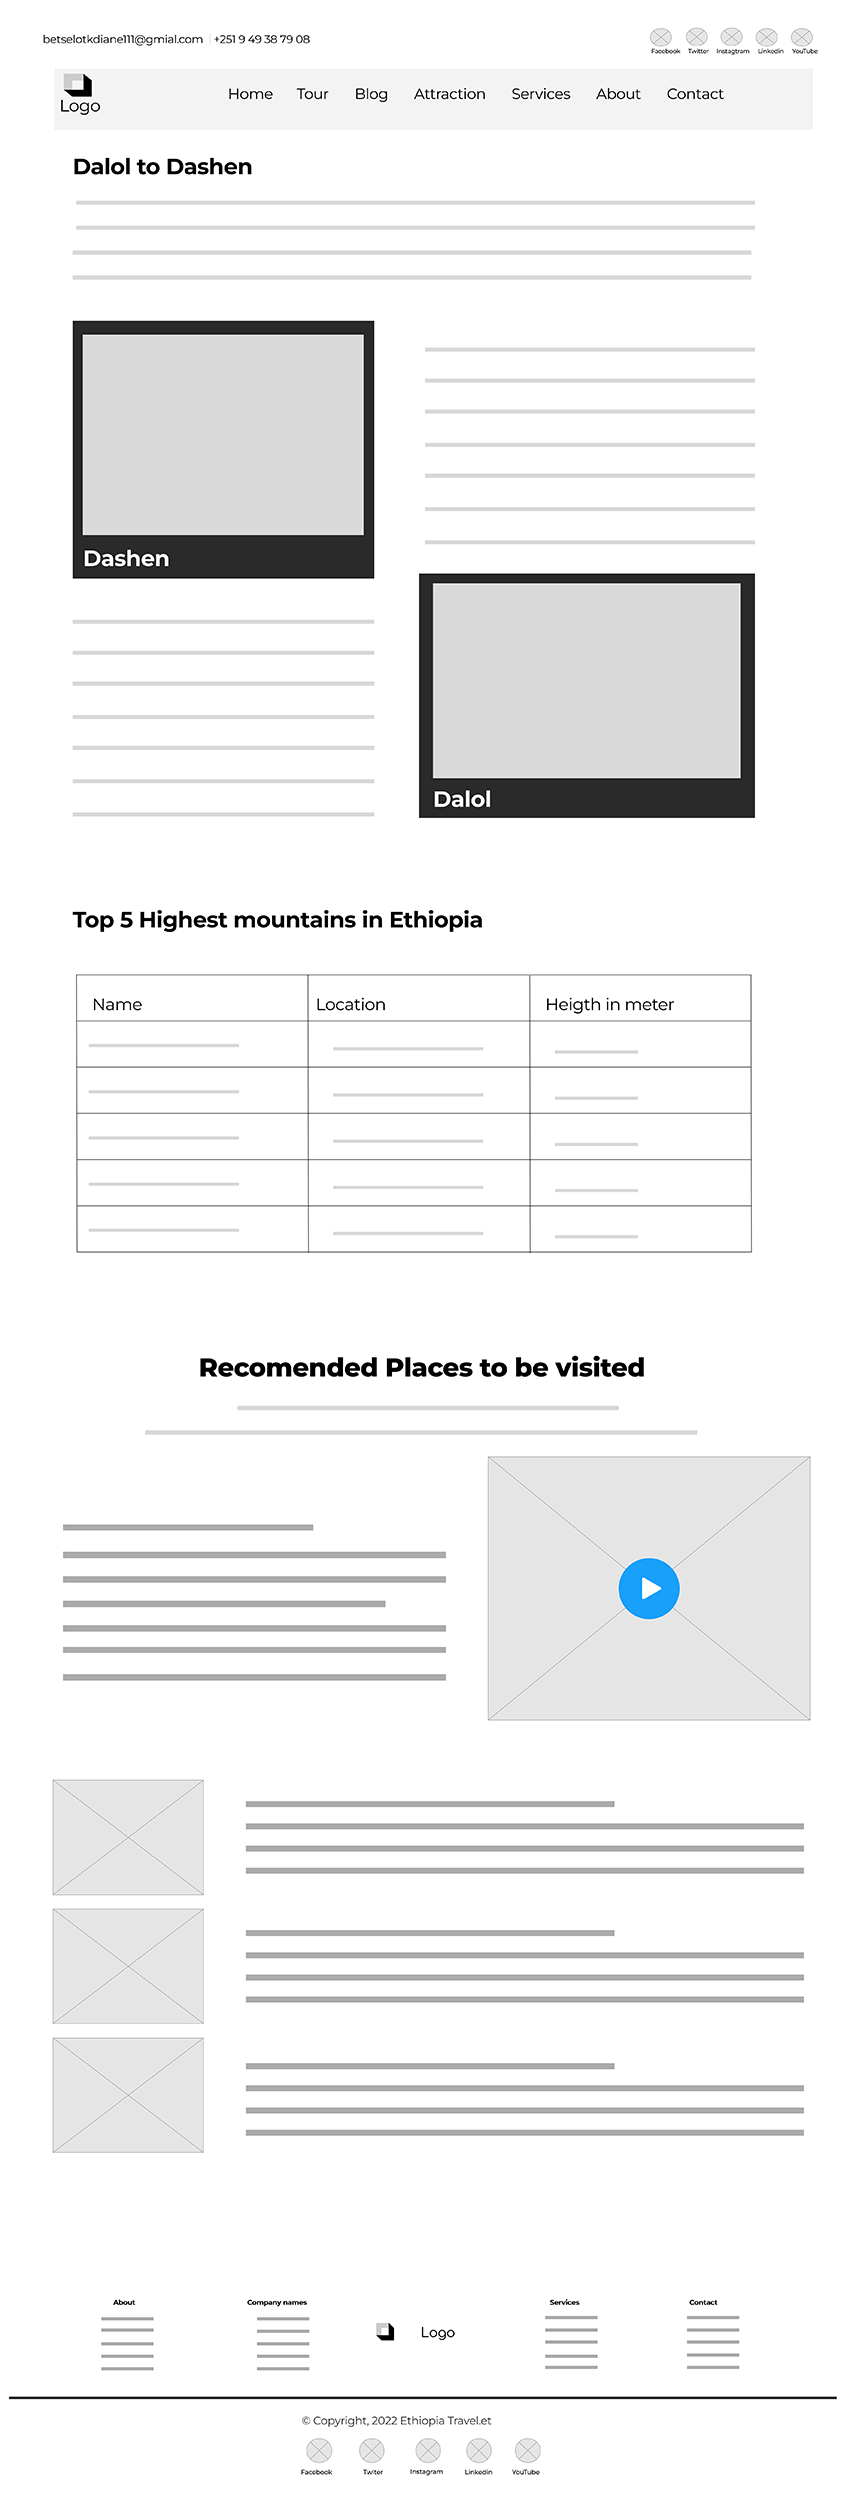 betselotkdiane111@gmial.com | +251 9 49 38 79 08
Facebook Twitter Instagtram Linkedin YouTube
Logo
Home Tour Blog Attraction Services About Contact
Dalol to Dashen
Dashen
Dalol
Top 5 Highest mountains in Ethiopia
Name Location Heigth in meter
Recomended Places to be visited
About Company names Services Contact
Logo
© Copyright, 2022 Ethiopia Travel.et
Facebook Twiter Instagram Linkedin YouTube